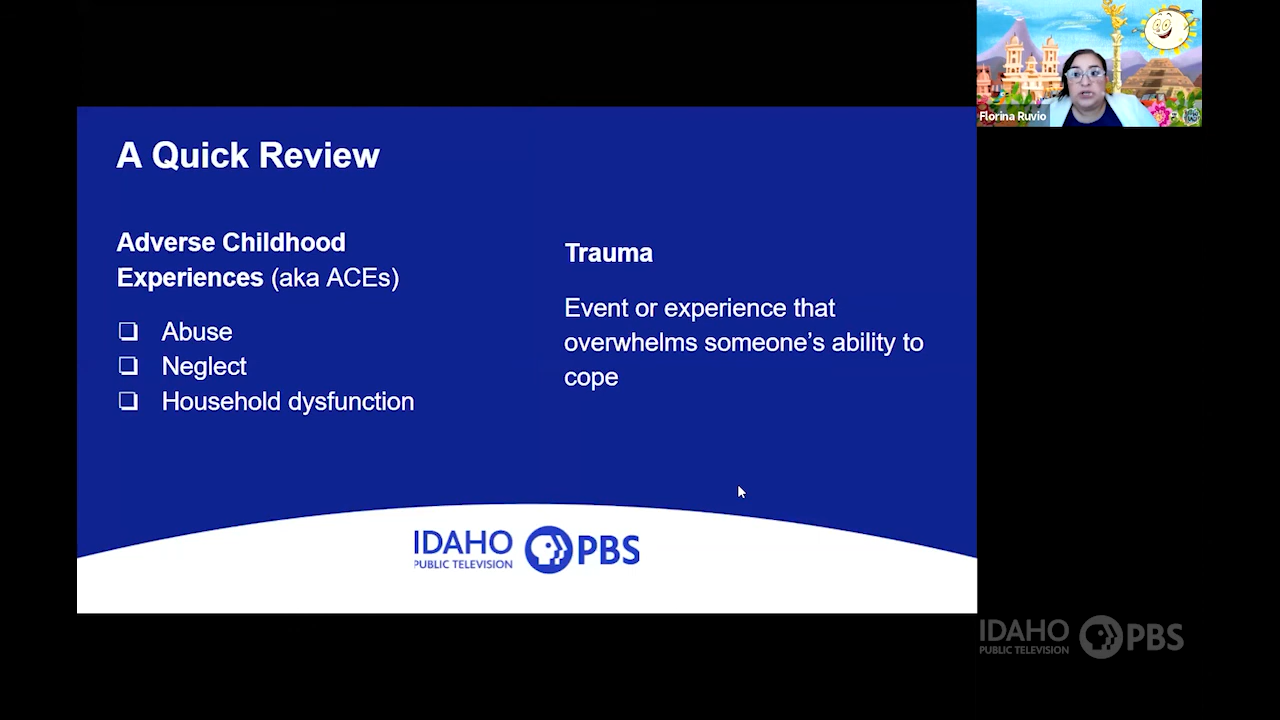 A Quick Review
Adverse Childhood
Experiences (aka ACEs)
❑ Abuse
❑ Neglect
❑ Household dysfunction
Trauma
Event or experience that
overwhelms someone’s ability to
cope
IDAHO
PUBLIC TELEVISION
PBS
Florina Ruvio
IDAHO
PUBLIC TELEVISION
PBS